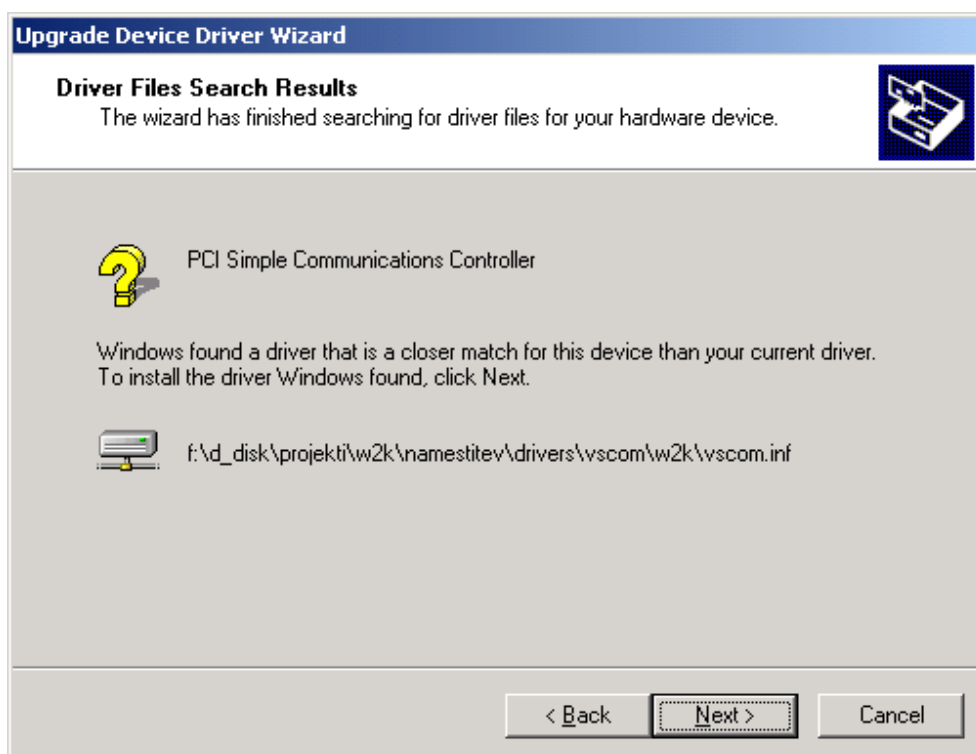 Upgrade Device Driver Wizard
Driver Files Search Results
The wizard has finished searching for driver files for your hardware device.
PCI Simple Communications Controller
Windows found a driver that is a closer match for this device than your current driver.
To install the driver Windows found, click Next.
f:\d_disk\projekti\w2k\namestitev\drivers\vscom\w2k\vscom.inf
< Back
Next >
Cancel